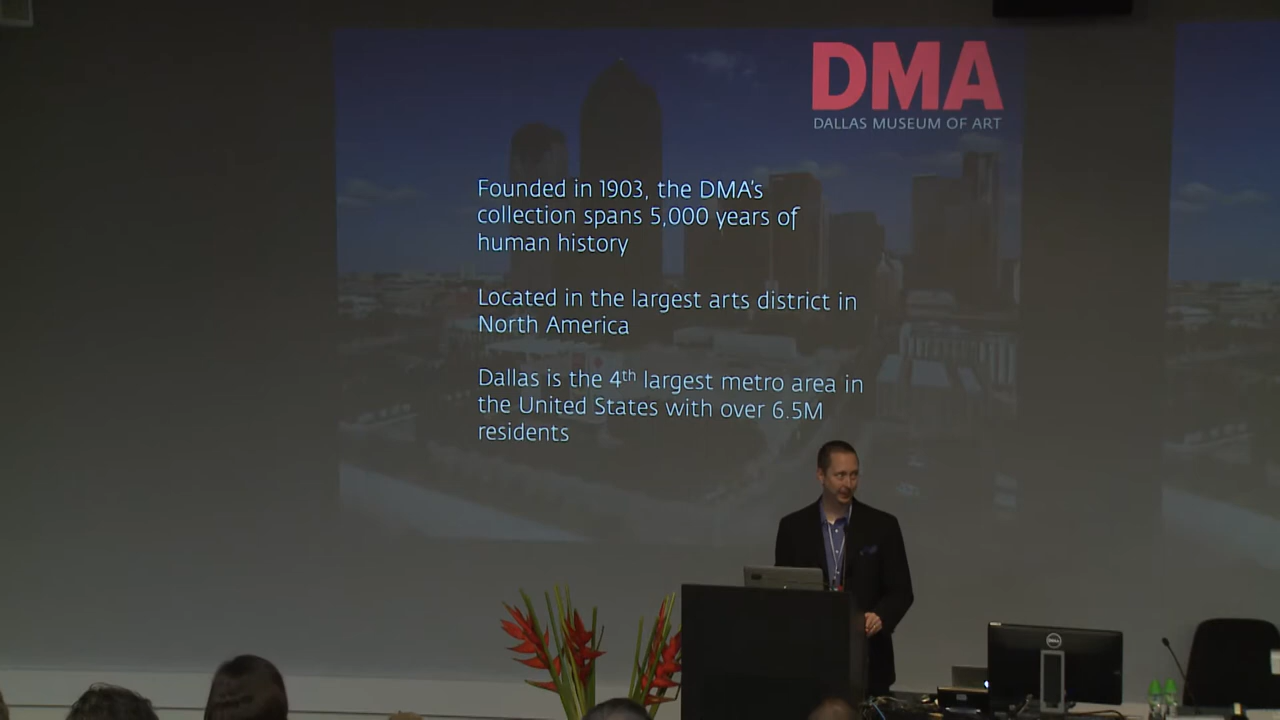 DMA
DALLAS MUSEUM OF ART
Founded in 1903, the DMA's
collection spans 5,000 years of
human history
Located in the largest arts district in
North America
Dallas is the 4th largest metro area in
the United States with over 6.5M
residents
DELL